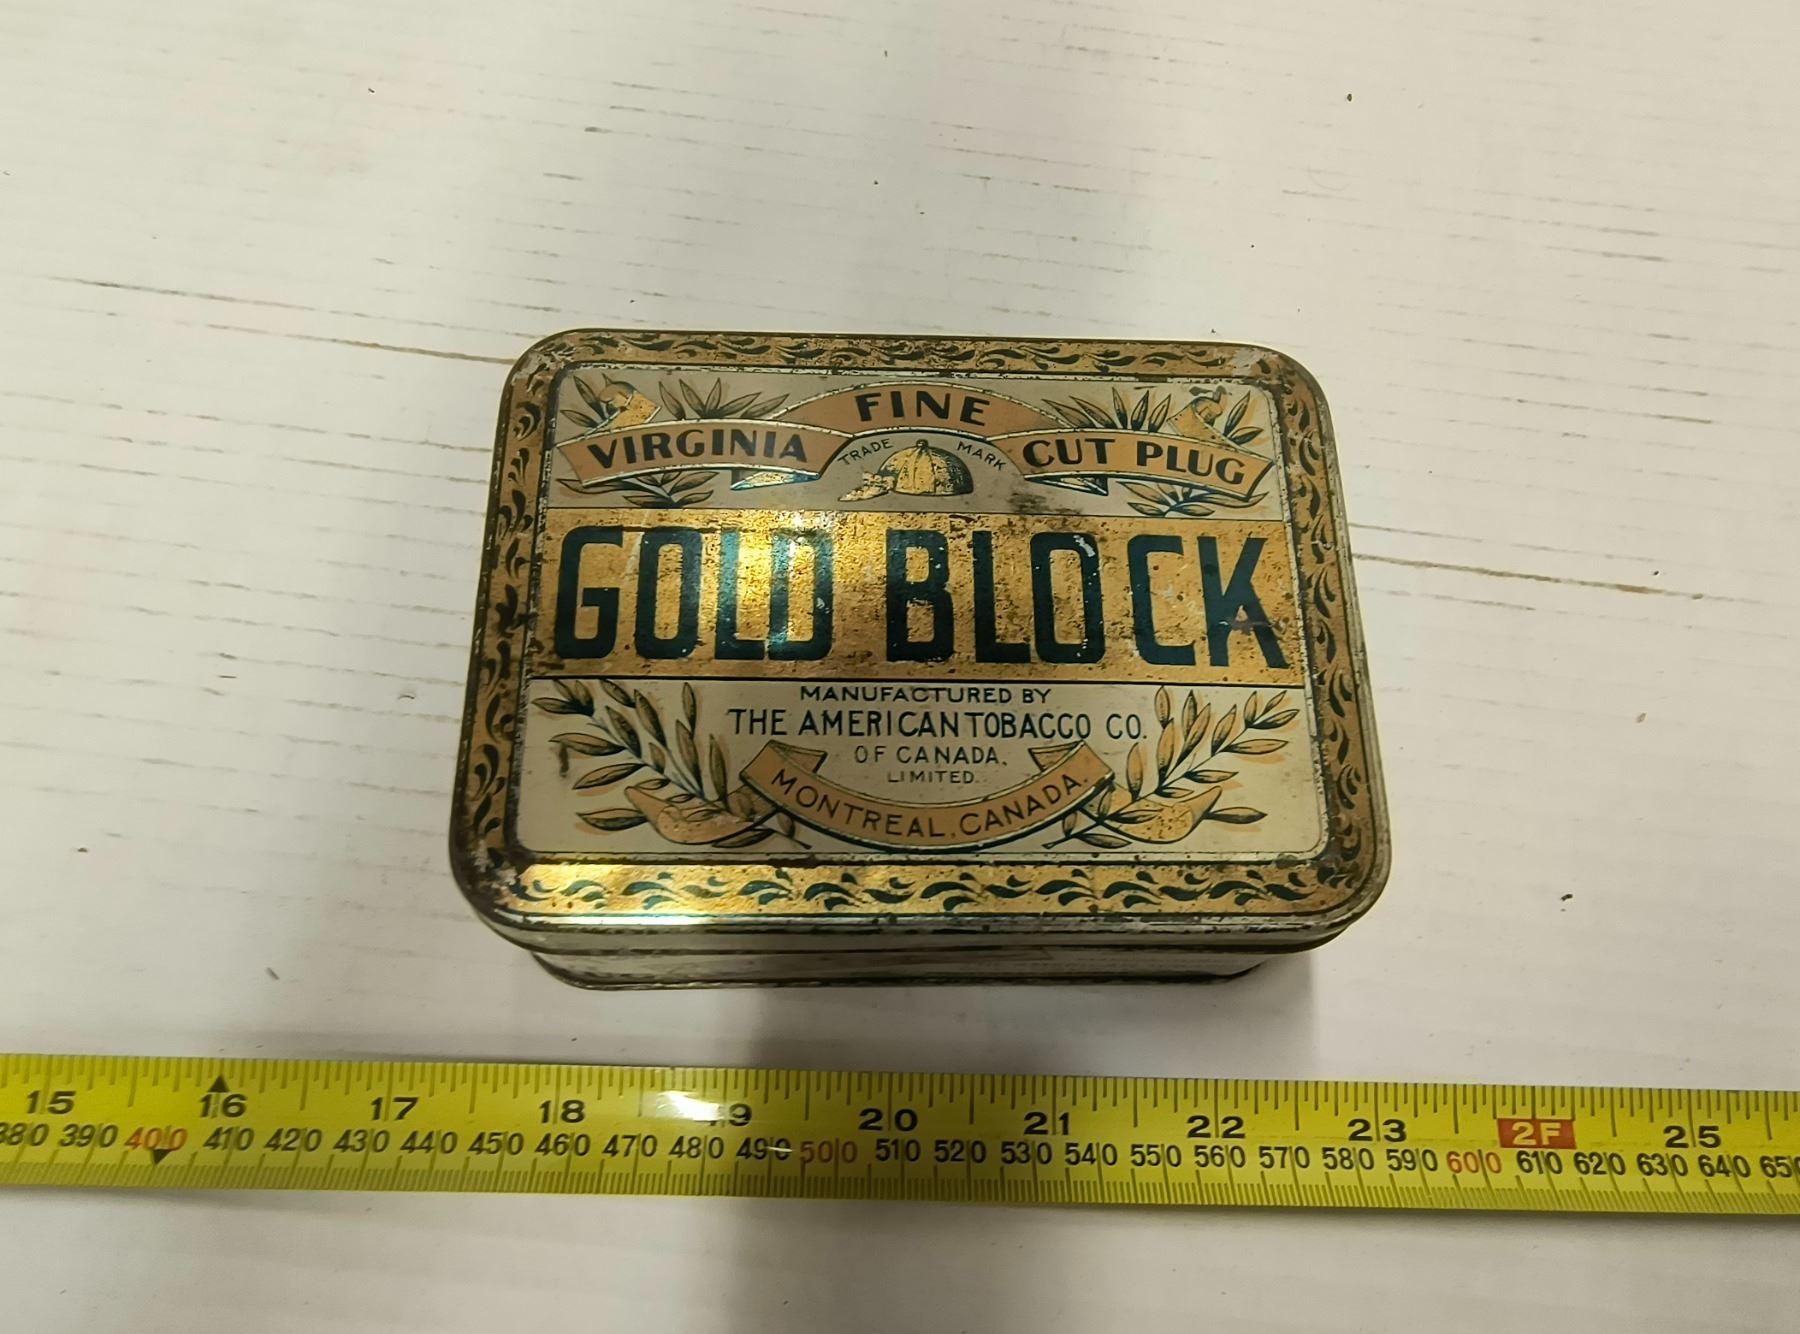 FINE
VIRGINIA CUT PLUG
TRADE MARK
GOLD BLOCK
MANUFACTURED BY
THE AMERICAN TOBACCO CO.
OF CANADA,
LIMITED.
MONTREAL, CANADA.
15 16 17 18 19 20 21 22 23 2F 25
380 390 400 410 420 430 440 450 460 470 480 490 500 510 520 530 540 550 560 570 580 590 600 610 620 630 640